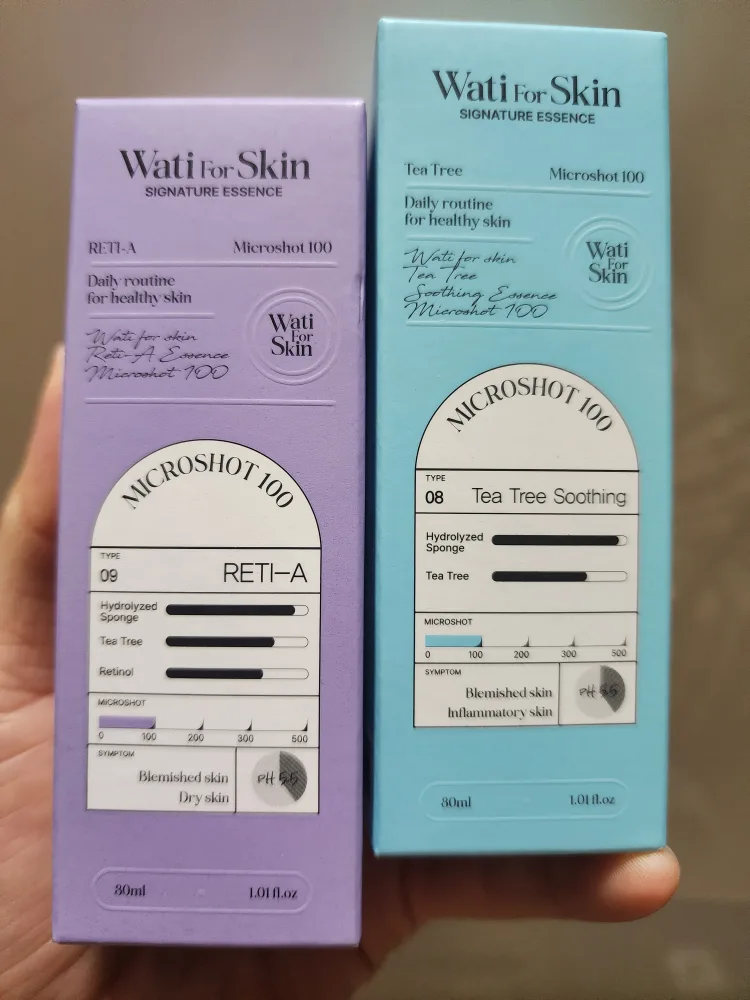 Wati For Skin
SIGNATURE ESSENCE
RETI-A Microshot 100
Daily routine
for healthy skin
Wati for skin
Reti-A Essence
Microshot 100
Wati
For
Skin
MICROSHOT 100
TYPE
09 RETI-A
Hydrolyzed
Sponge
Tea Tree
Retinol
MICROSHOT
0 100 200 300 500
SYMPTOM
Blemished skin
Dry skin
pH 5.5
30ml 1.01 fl.oz
Wati For Skin
SIGNATURE ESSENCE
Tea Tree Microshot 100
Daily routine
for healthy skin
Wati for skin
Tea Tree
Soothing Essence
Microshot 100
Wati
For
Skin
MICROSHOT 100
TYPE
08 Tea Tree Soothing
Hydrolyzed
Sponge
Tea Tree
MICROSHOT
0 100 200 300 500
SYMPTOM
Blemished skin
Inflammatory skin
pH 5.5
30ml 1.01 fl.oz